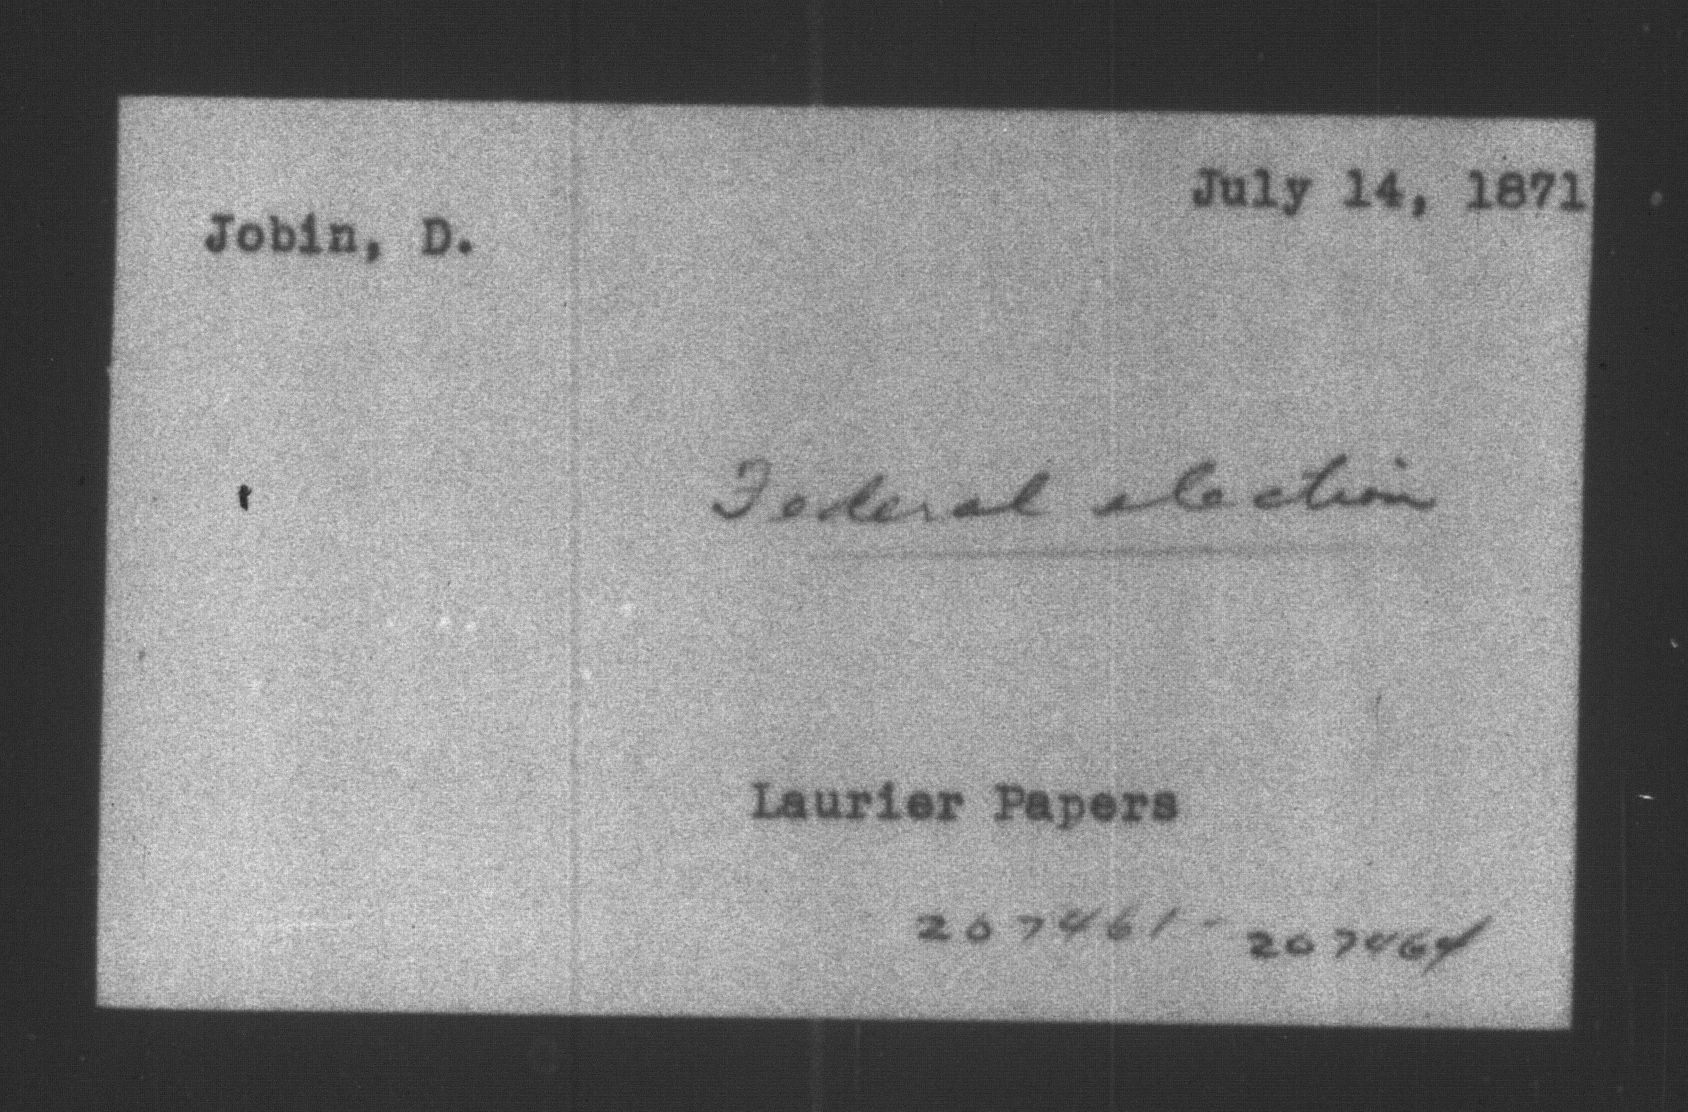 July 14, 1871
Jobin, D.
Federal election
Laurier Papers
207461-207464